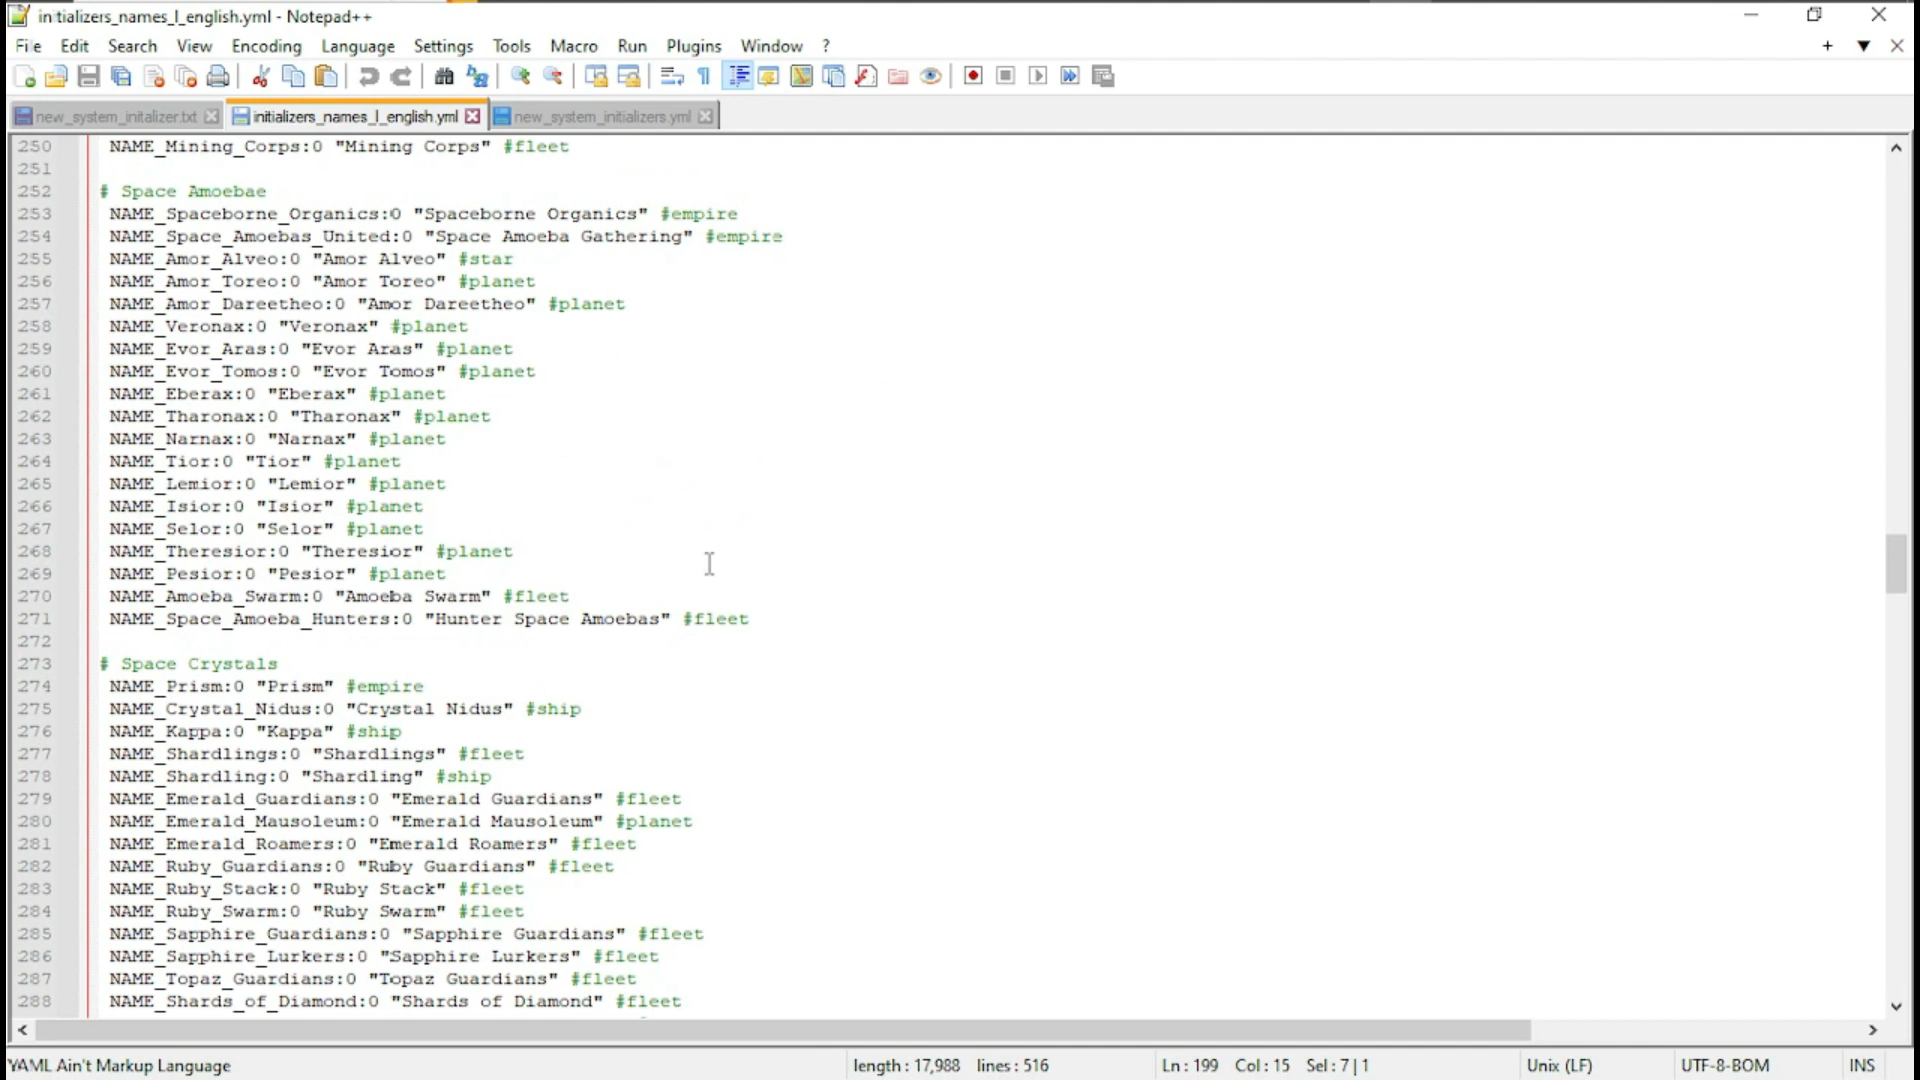 initializers_names_l_english.yml - Notepad++
File Edit Search View Encoding Language Settings Tools Macro Run Plugins Window ?
new_system_initalizer.txt initializers_names_l_english.yml new_system_initializers.yml
250 NAME_Mining_Corps:0 "Mining Corps" #fleet
251
252 # Space Amoebae
253 NAME_Spaceborne_Organics:0 "Spaceborne Organics" #empire
254 NAME_Space_Amoebas_United:0 "Space Amoeba Gathering" #empire
255 NAME_Amor_Alveo:0 "Amor Alveo" #star
256 NAME_Amor_Toreo:0 "Amor Toreo" #planet
257 NAME_Amor_Dareetheo:0 "Amor Dareetheo" #planet
258 NAME_Veronax:0 "Veronax" #planet
259 NAME_Evor_Aras:0 "Evor Aras" #planet
260 NAME_Evor_Tomos:0 "Evor Tomos" #planet
261 NAME_Eberax:0 "Eberax" #planet
262 NAME_Tharonax:0 "Tharonax" #planet
263 NAME_Narnax:0 "Narnax" #planet
264 NAME_Tior:0 "Tior" #planet
265 NAME_Lemior:0 "Lemior" #planet
266 NAME_Isior:0 "Isior" #planet
267 NAME_Selor:0 "Selor" #planet
268 NAME_Theresior:0 "Theresior" #planet
269 NAME_Pesior:0 "Pesior" #planet
270 NAME_Amoeba_Swarm:0 "Amoeba Swarm" #fleet
271 NAME_Space_Amoeba_Hunters:0 "Hunter Space Amoebas" #fleet
272
273 # Space Crystals
274 NAME_Prism:0 "Prism" #empire
275 NAME_Crystal_Nidus:0 "Crystal Nidus" #ship
276 NAME_Kappa:0 "Kappa" #ship
277 NAME_Shardlings:0 "Shardlings" #fleet
278 NAME_Shardling:0 "Shardling" #ship
279 NAME_Emerald_Guardians:0 "Emerald Guardians" #fleet
280 NAME_Emerald_Mausoleum:0 "Emerald Mausoleum" #planet
281 NAME_Emerald_Roamers:0 "Emerald Roamers" #fleet
282 NAME_Ruby_Guardians:0 "Ruby Guardians" #fleet
283 NAME_Ruby_Stack:0 "Ruby Stack" #fleet
284 NAME_Ruby_Swarm:0 "Ruby Swarm" #fleet
285 NAME_Sapphire_Guardians:0 "Sapphire Guardians" #fleet
286 NAME_Sapphire_Lurkers:0 "Sapphire Lurkers" #fleet
287 NAME_Topaz_Guardians:0 "Topaz Guardians" #fleet
288 NAME_Shards_of_Diamond:0 "Shards of Diamond" #fleet
YAML Ain't Markup Language length : 17,988 lines : 516 Ln : 199 Col : 15 Sel : 7 | 1 Unix (LF) UTF-8-BOM INS